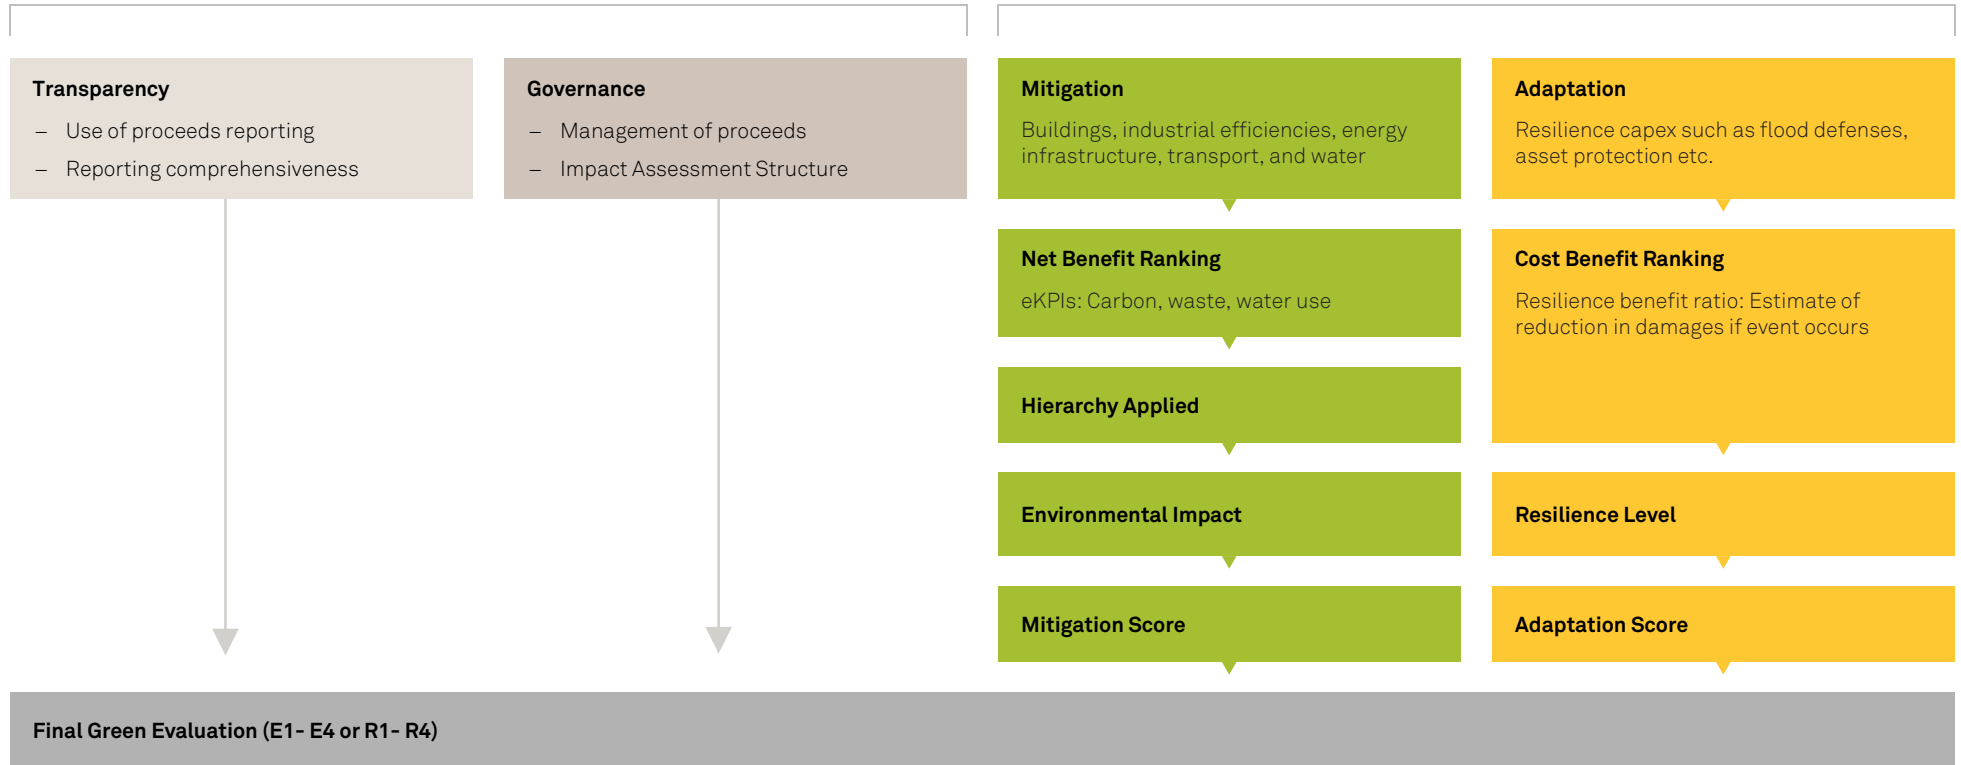 Transparency
– Use of proceeds reporting
– Reporting comprehensiveness
Governance
– Management of proceeds
– Impact Assessment Structure
Mitigation
Buildings, industrial efficiencies, energy
infrastructure, transport, and water
Adaptation
Resilience capex such as flood defenses,
asset protection etc.
Net Benefit Ranking
eKPIs: Carbon, waste, water use
Cost Benefit Ranking
Resilience benefit ratio: Estimate of
reduction in damages if event occurs
Hierarchy Applied
Environmental Impact
Resilience Level
Mitigation Score
Adaptation Score
Final Green Evaluation (E1- E4 or R1- R4)